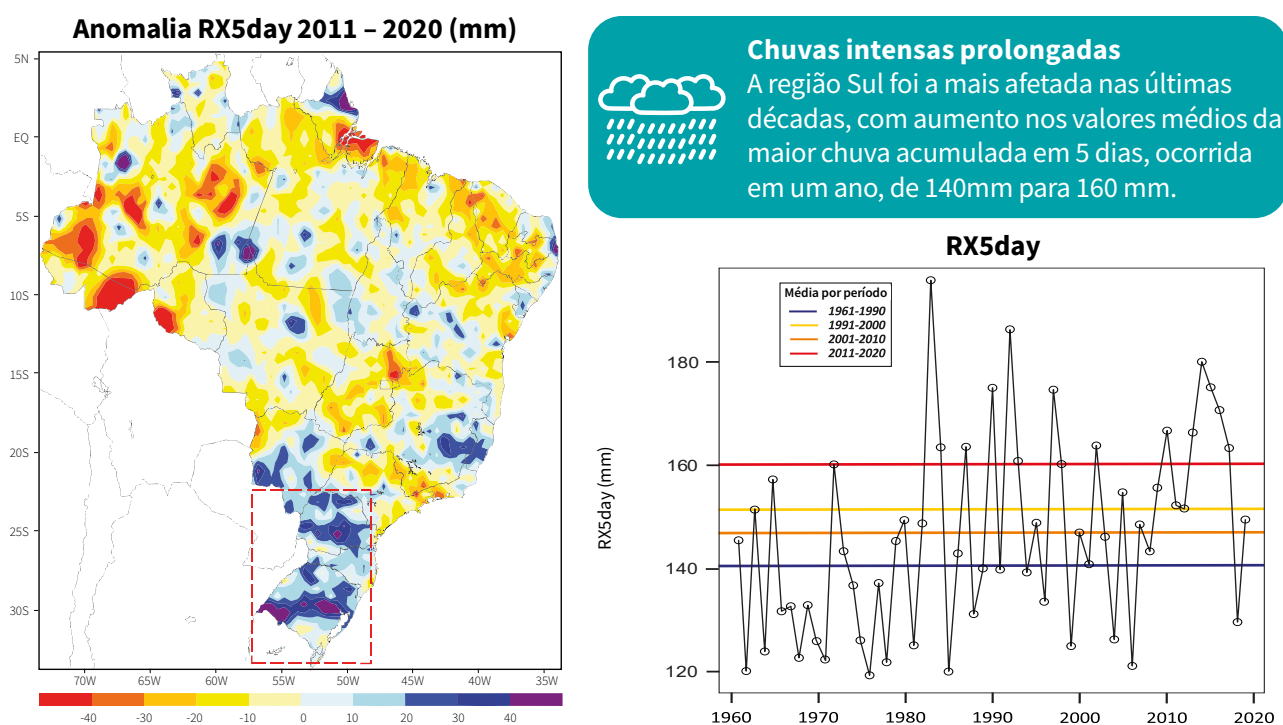 Anomalia RX5day 2011 – 2020 (mm)
5N
EQ
5S
10S
15S
20S
25S
30S
70W
65W
60W
55W
50W
45W
40W
35W
-40
-30
-20
-10
0
10
20
30
40
Chuvas intensas prolongadas
A região Sul foi a mais afetada nas últimas
décadas, com aumento nos valores médios da
maior chuva acumulada em 5 dias, ocorrida
em um ano, de 140mm para 160 mm.
RX5day
Média por período
1961-1990
1991-2000
2001-2010
2011-2020
RX5day (mm)
180
160
140
120
1960
1970
1980
1990
2000
2010
2020